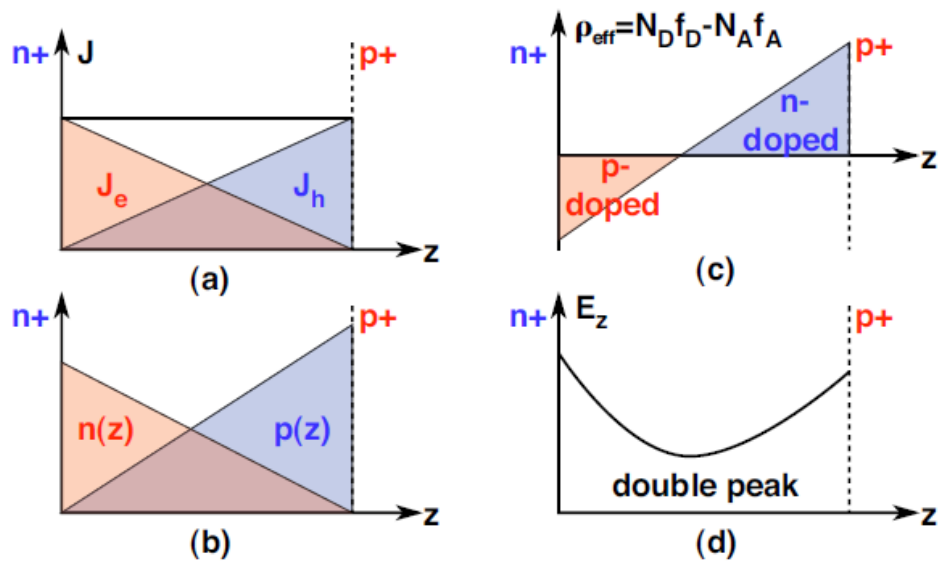 n+ J p+
J_e J_h
z
(a)
n+ p+
n(z) p(z)
z
(b)
n+ ρ_eff=N_Df_D-N_Af_A p+
n-
doped
z
p-
doped
(c)
n+ E_z p+
double peak
z
(d)